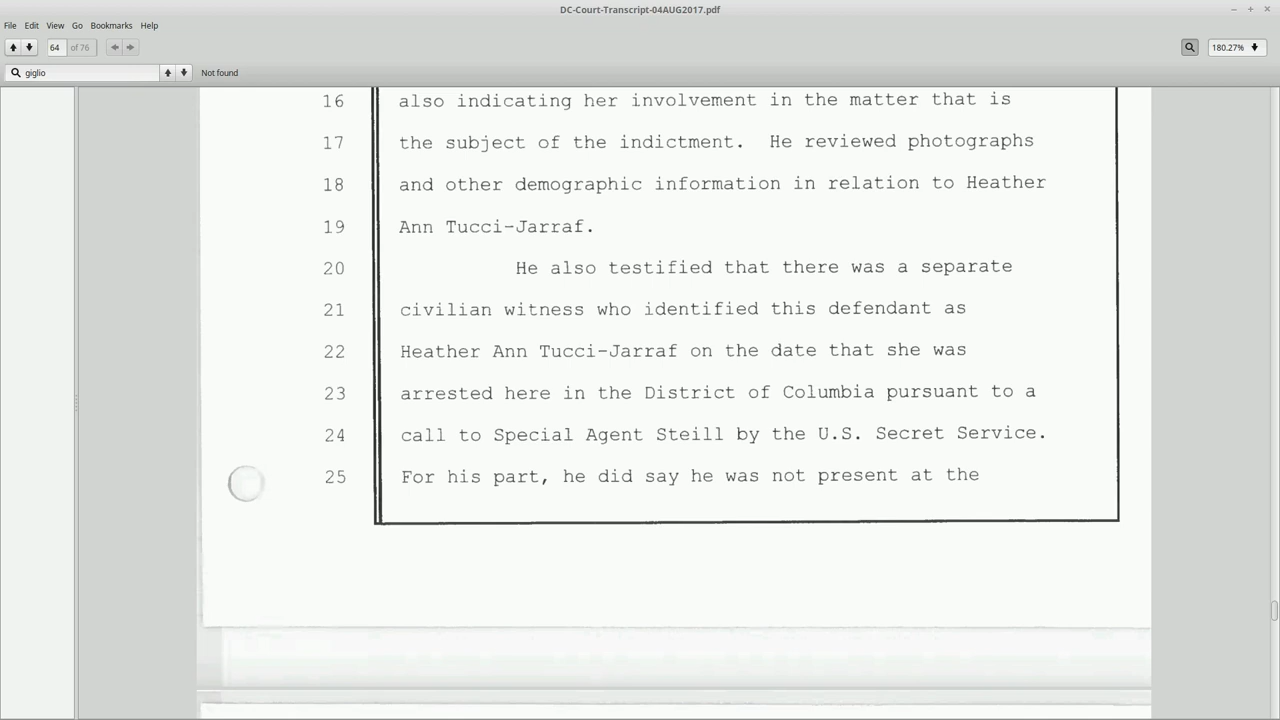 DC-Court-Transcript-04AUG2017.pdf
File Edit View Go Bookmarks Help
64 of 76 180.27%
giglio Not found
16 also indicating her involvement in the matter that is
17 the subject of the indictment. He reviewed photographs
18 and other demographic information in relation to Heather
19 Ann Tucci-Jarraf.
20 He also testified that there was a separate
21 civilian witness who identified this defendant as
22 Heather Ann Tucci-Jarraf on the date that she was
23 arrested here in the District of Columbia pursuant to a
24 call to Special Agent Steill by the U.S. Secret Service.
25 For his part, he did say he was not present at the